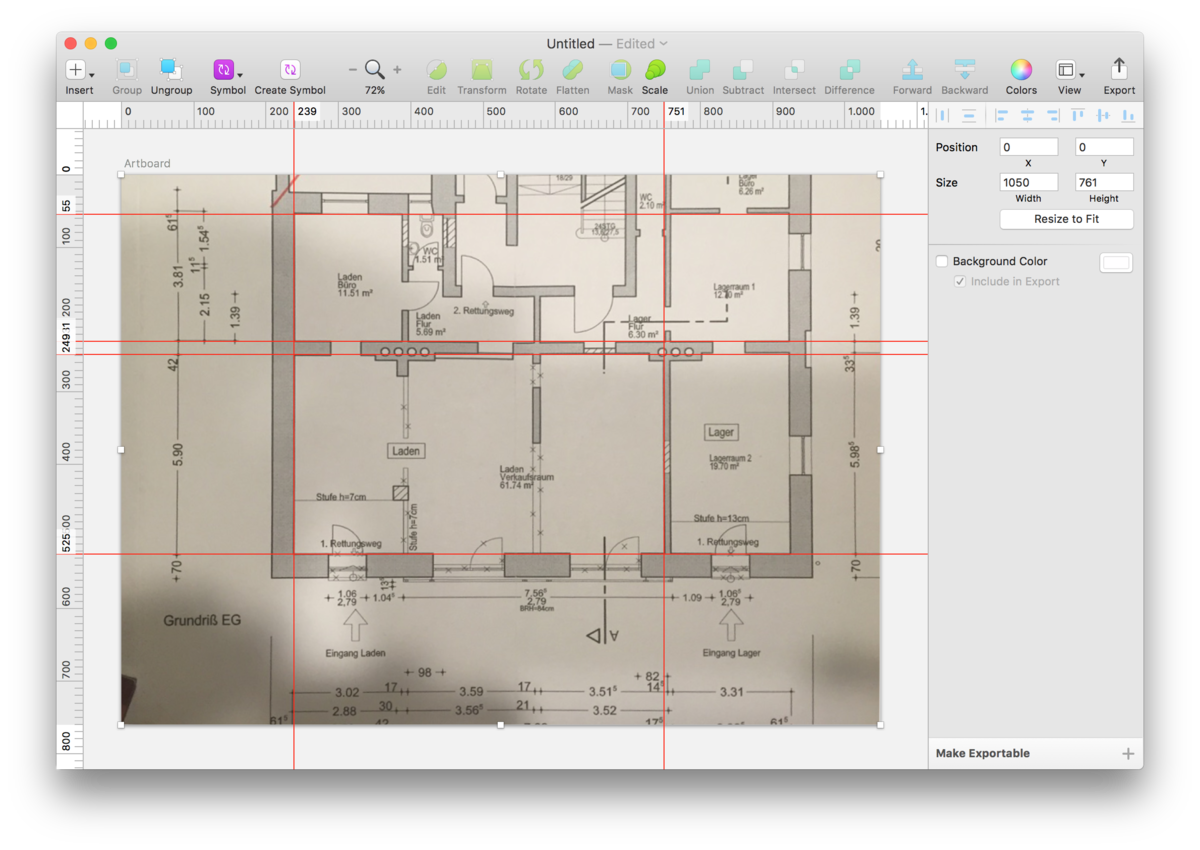 Untitled — Edited
Insert
Group
Ungroup
Symbol
Create Symbol
72%
Edit
Transform
Rotate
Flatten
Mask
Scale
Union
Subtract
Intersect
Difference
Forward
Backward
Colors
View
Export
0
100
200
239
300
400
500
600
700
751
800
900
1.000
0
55
100
200
249
300
400
525
600
700
800
Position
0
X
0
Y
Size
1050
Width
761
Height
Resize to Fit
Background Color
Include in Export
Make Exportable
Artboard
16/29
Lager
Büro
6.26 m²
WC
2.10 m²
61⁵
1.54⁵
3.81
11⁵
2.15
1.39
WC
1.51 m²
Laden
Büro
11.51 m²
2. Rettungsweg
Laden
Flur
5.69 m²
Lager
Flur
6.30 m²
Lagerraum 1
1.39
42
33⁵
5.90
5.98⁵
Laden
Lager
Lagerraum 2
19.70 m²
Laden
Verkaufsraum
61.74 m²
Stufe h=7cm
Stufe h=7cm
Stufe h=13cm
1. Rettungsweg
1. Rettungsweg
+70
+70
13⁵
1.06
2,79
1.04⁵
7.56⁵
2,79
BRH=84cm
1.09
1.06⁵
2,79
Grundriß EG
A
Eingang Laden
Eingang Lager
98
82
3.02
17
3.59
17
3.51⁵
14⁵
3.31
2.88
30
3.56⁵
21
3.52
61⁵
42
17⁵
61⁵